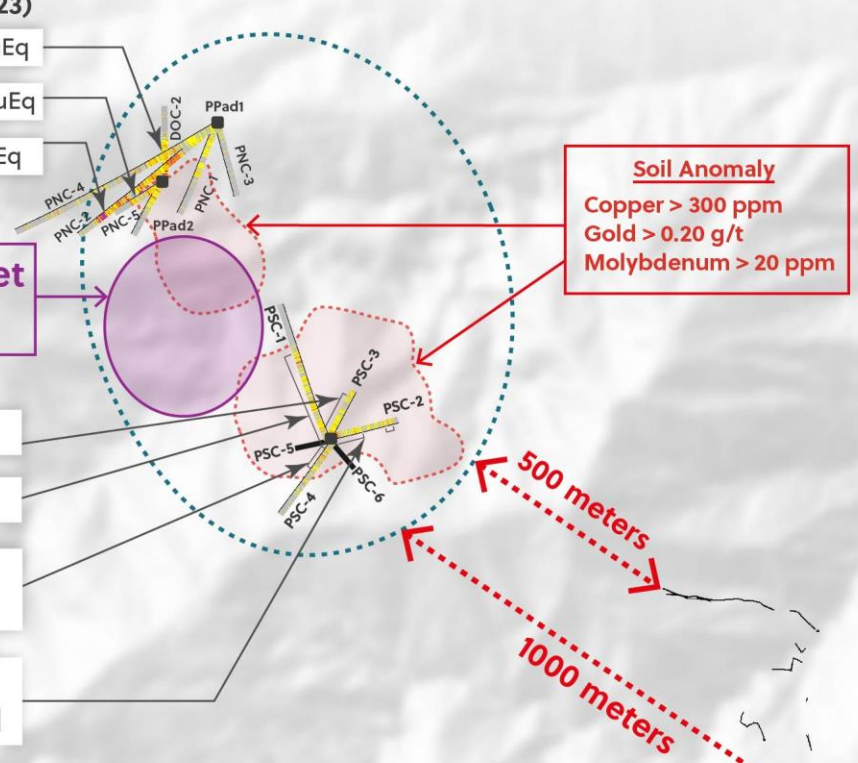 23)
Eq
uEq
Eq
DOC-2
PPad1
PNC-3
PNC-4
PNC-1
PNC-2
PNC-5
PPad2
et
Soil Anomaly
Copper > 300 ppm
Gold > 0.20 g/t
Molybdenum > 20 ppm
PSC-1
PSC-3
PSC-2
PSC-5
PSC-6
PSC-4
500 meters
1000 meters